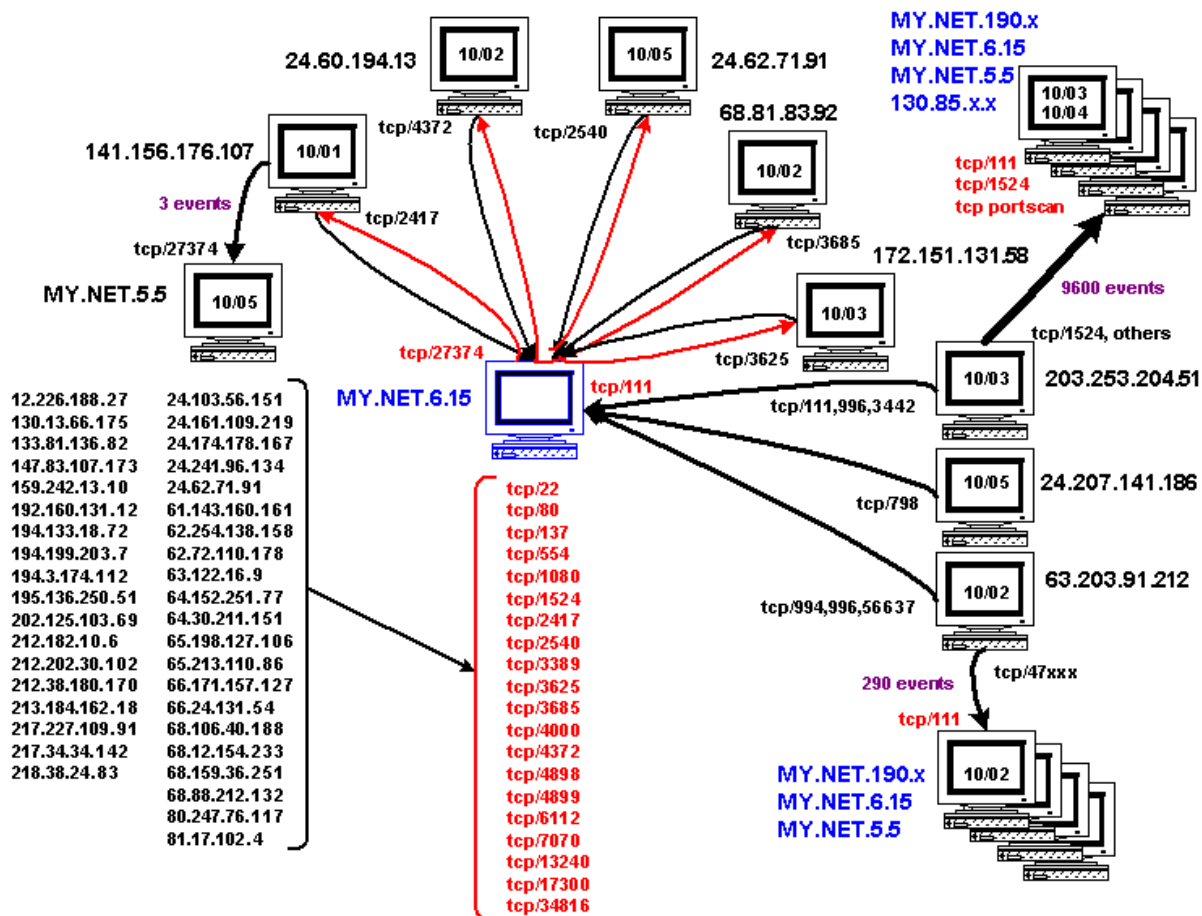 MY.NET.190.x
MY.NET.6.15
MY.NET.5.5
130.85.x.x
10/03
10/04
tcp/111
tcp/1524
tcp portscan
24.60.194.13
10/02
tcp/4372
10/05
24.62.71.91
tcp/2540
68.81.83.92
10/02
tcp/3685
141.156.176.107
10/01
3 events
tcp/2417
tcp/27374
MY.NET.5.5
10/05
172.151.131.58
10/03
tcp/3625
9600 events
tcp/1524, others
tcp/27374
MY.NET.6.15
tcp/111
10/03
203.253.204.51
tcp/111,996,3442
10/05
24.207.141.186
tcp/798
10/02
63.203.91.212
tcp/994,996,56637
tcp/47xxx
290 events
tcp/111
10/02
MY.NET.190.x
MY.NET.6.15
MY.NET.5.5
12.226.188.27 24.103.56.151
130.13.66.175 24.161.109.219
133.81.136.82 24.174.178.167
147.83.107.173 24.241.96.134
159.242.13.10 24.62.71.91
192.160.131.12 61.143.160.161
194.133.18.72 62.254.138.158
194.199.203.7 62.72.110.178
194.3.174.112 63.122.16.9
195.136.250.51 64.152.251.77
202.125.103.69 64.30.211.151
212.182.10.6 65.198.127.106
212.202.30.102 65.213.110.86
212.38.180.170 66.171.157.127
213.184.162.18 66.24.131.54
217.227.109.91 68.106.40.188
217.34.34.142 68.12.154.233
218.38.24.83 68.159.36.251
68.88.212.132
80.247.76.117
81.17.102.4
tcp/22
tcp/80
tcp/137
tcp/554
tcp/1080
tcp/1524
tcp/2417
tcp/2540
tcp/3389
tcp/3625
tcp/3685
tcp/4000
tcp/4372
tcp/4898
tcp/4899
tcp/6112
tcp/7070
tcp/13240
tcp/17300
tcp/34816